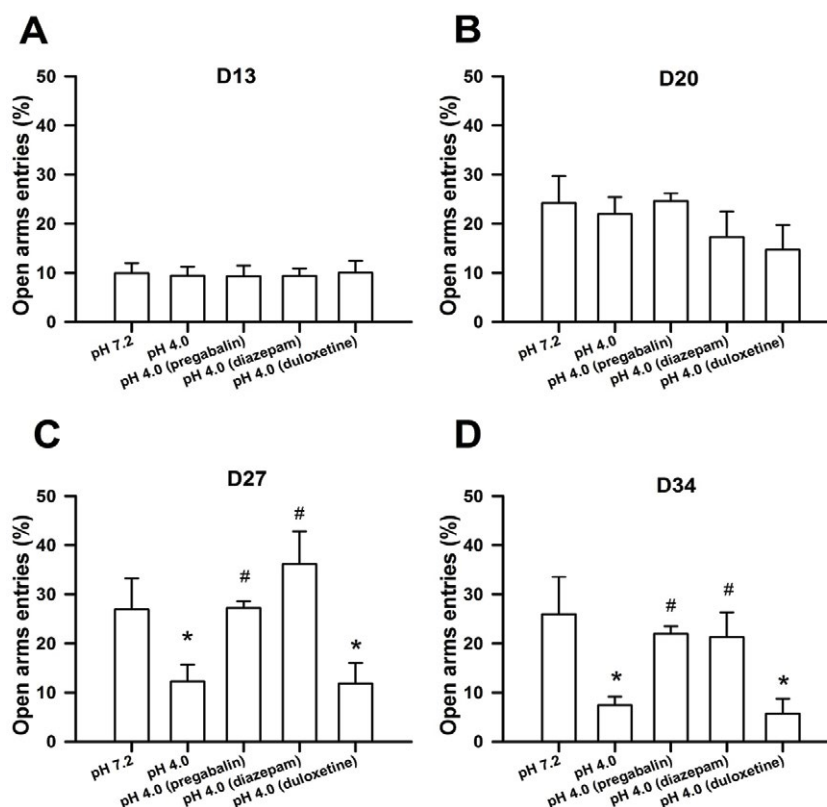 A
D13
Open arms entries (%)
50
40
30
20
10
0
pH 7.2
pH 4.0
pH 4.0 (pregabalin)
pH 4.0 (diazepam)
pH 4.0 (duloxetine)
B
D20
Open arms entries (%)
50
40
30
20
10
0
pH 7.2
pH 4.0
pH 4.0 (pregabalin)
pH 4.0 (diazepam)
pH 4.0 (duloxetine)
C
D27
Open arms entries (%)
50
40
30
20
10
0
*
#
#
*
pH 7.2
pH 4.0
pH 4.0 (pregabalin)
pH 4.0 (diazepam)
pH 4.0 (duloxetine)
D
D34
Open arms entries (%)
50
40
30
20
10
0
*
#
#
*
pH 7.2
pH 4.0
pH 4.0 (pregabalin)
pH 4.0 (diazepam)
pH 4.0 (duloxetine)